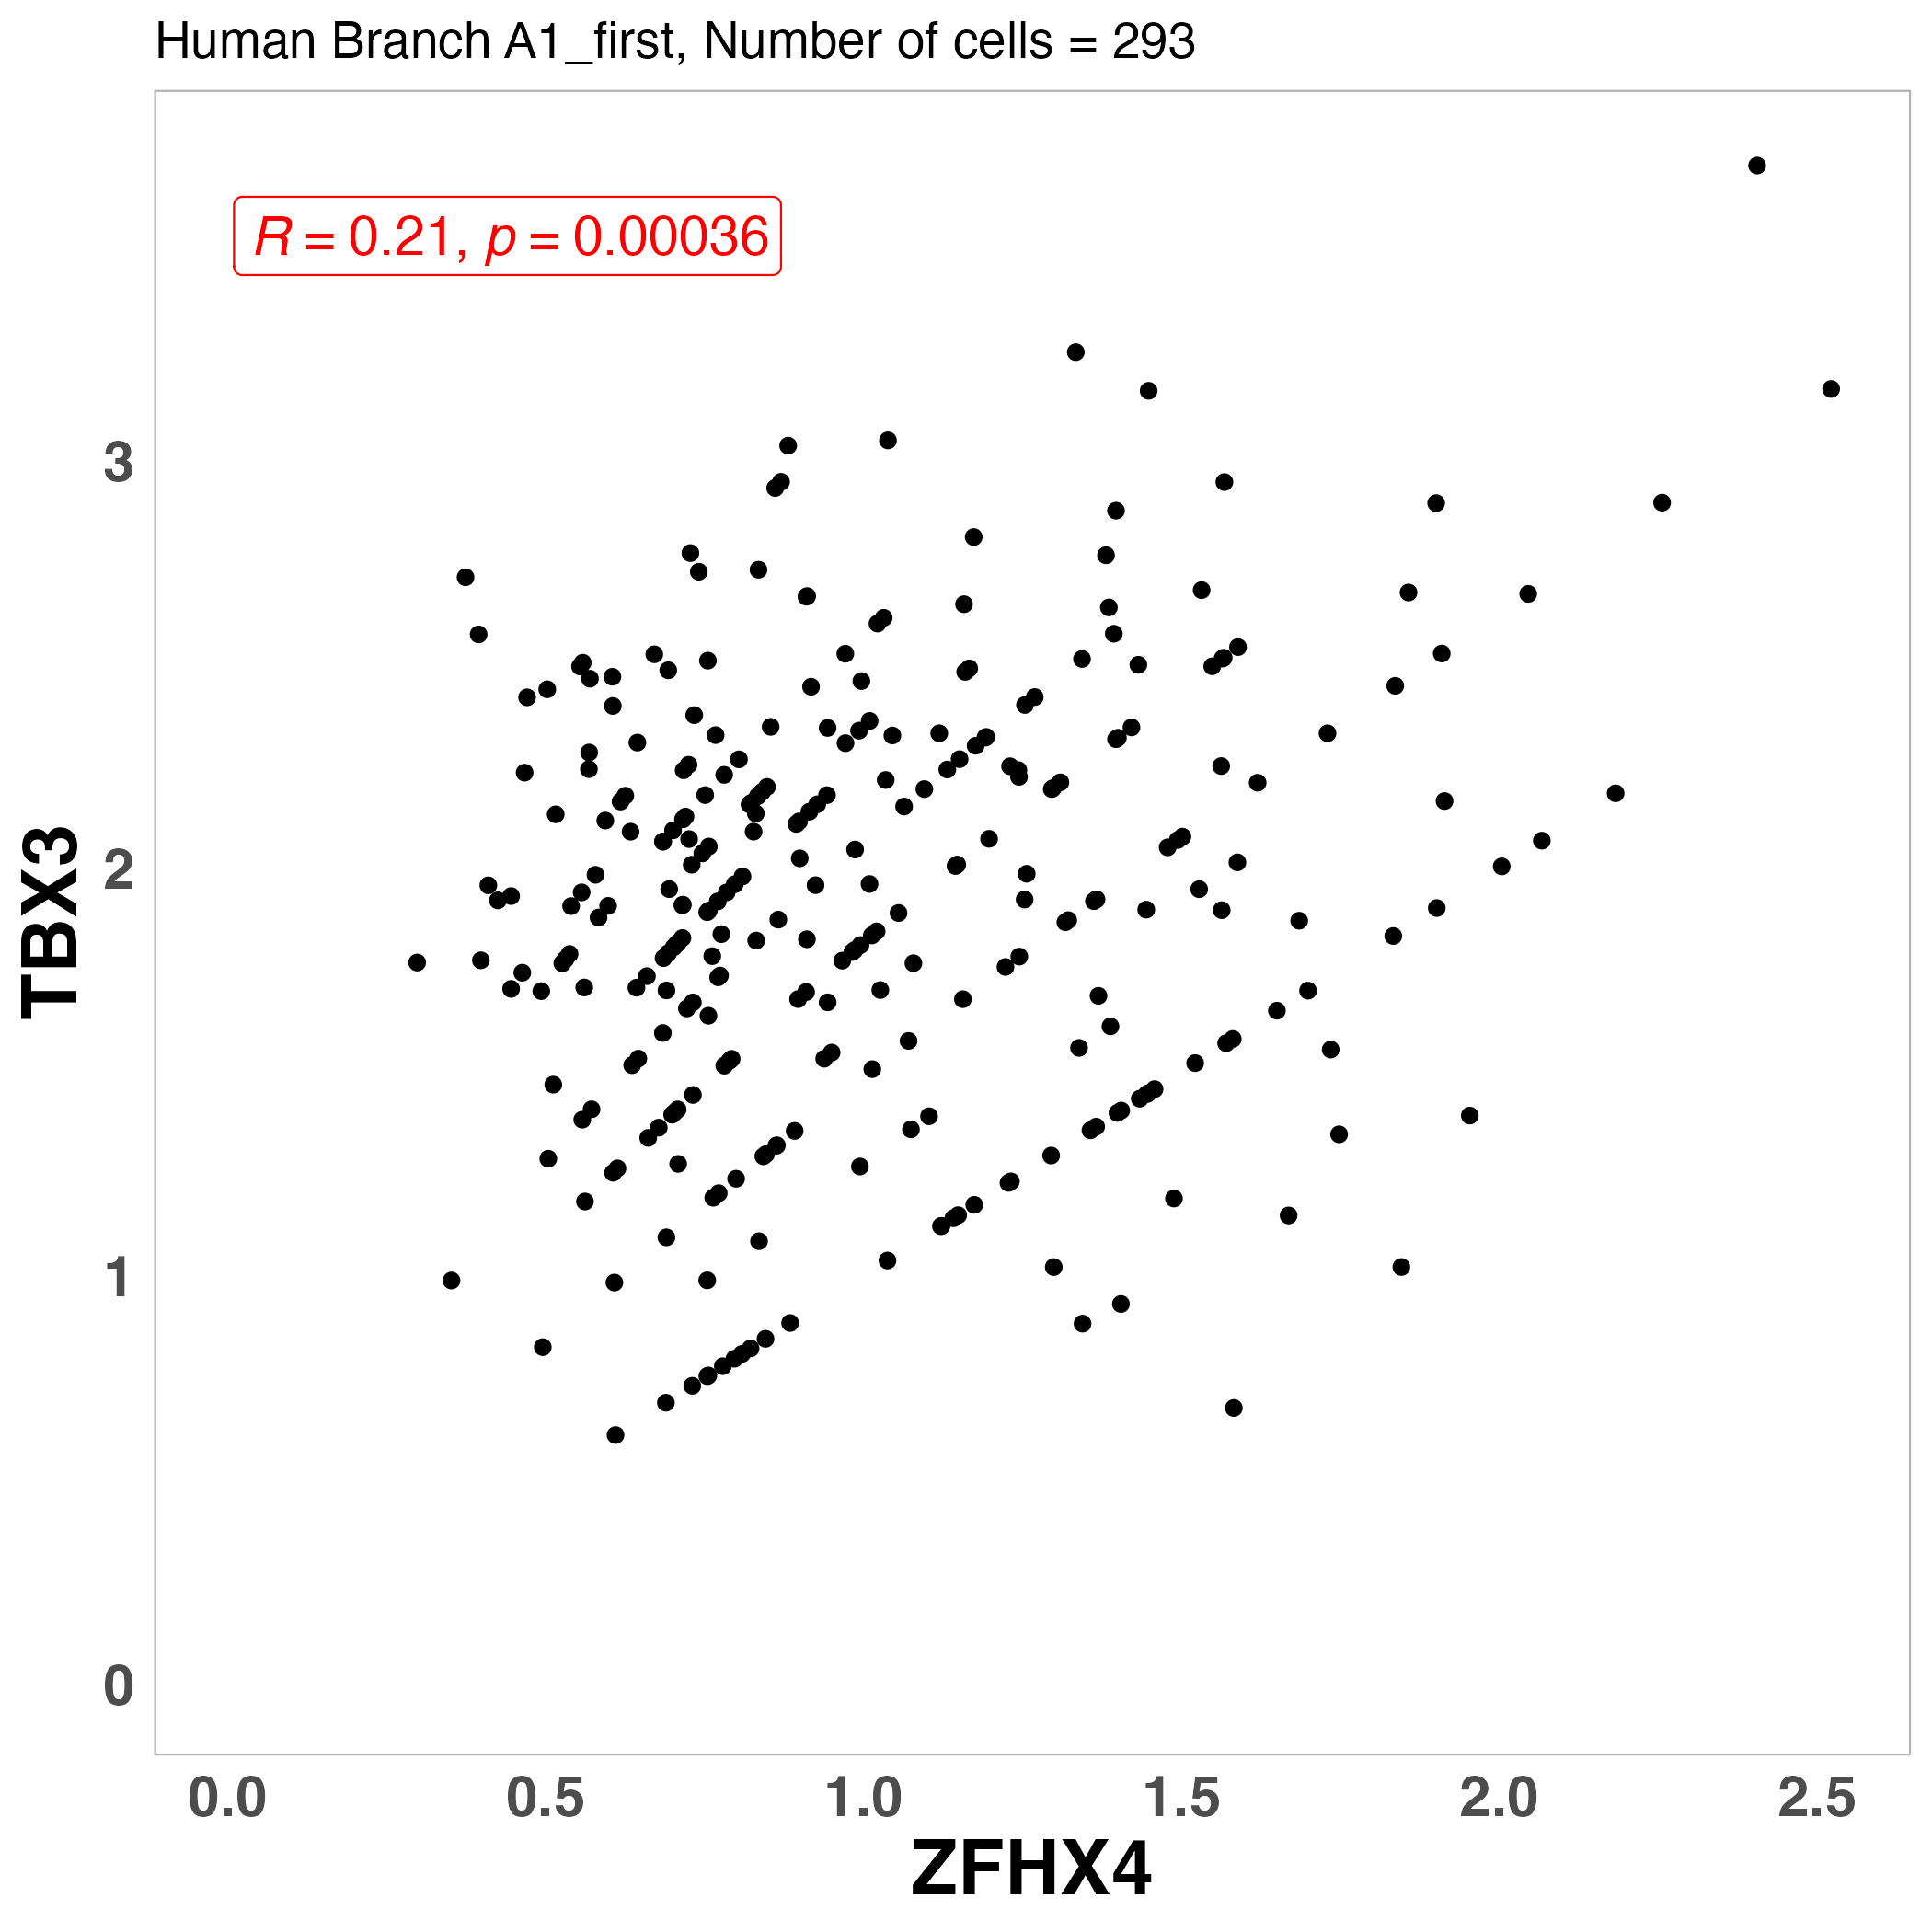 Human Branch A1_first, Number of cells = 293
R = 0.21, p = 0.00036
3
2
1
0
TBX3
0.0 0.5 1.0 1.5 2.0 2.5
ZFHX4